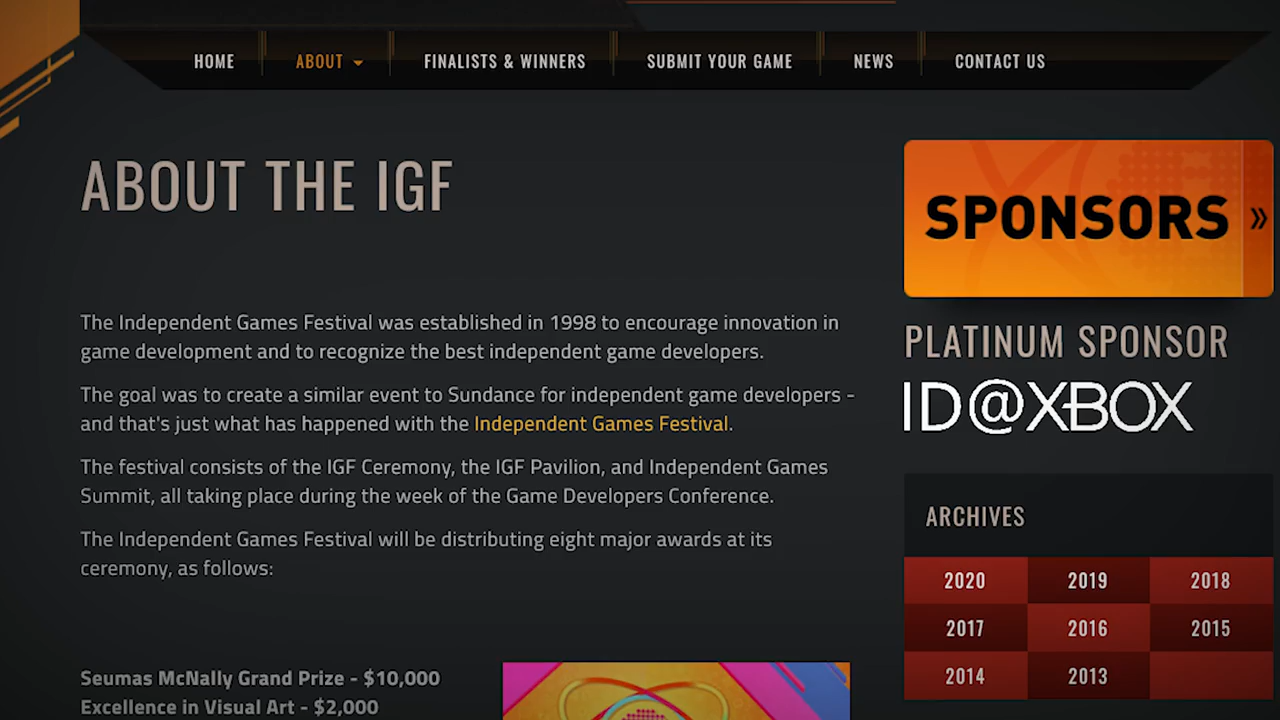 HOME ABOUT FINALISTS & WINNERS SUBMIT YOUR GAME NEWS CONTACT US
ABOUT THE IGF
The Independent Games Festival was established in 1998 to encourage innovation in
game development and to recognize the best independent game developers.
The goal was to create a similar event to Sundance for independent game developers -
and that's just what has happened with the Independent Games Festival.
The festival consists of the IGF Ceremony, the IGF Pavilion, and Independent Games
Summit, all taking place during the week of the Game Developers Conference.
The Independent Games Festival will be distributing eight major awards at its
ceremony, as follows:
Seumas McNally Grand Prize - $10,000
Excellence in Visual Art - $2,000
SPONSORS »
PLATINUM SPONSOR
ID@XBOX
ARCHIVES
2020 2019 2018
2017 2016 2015
2014 2013